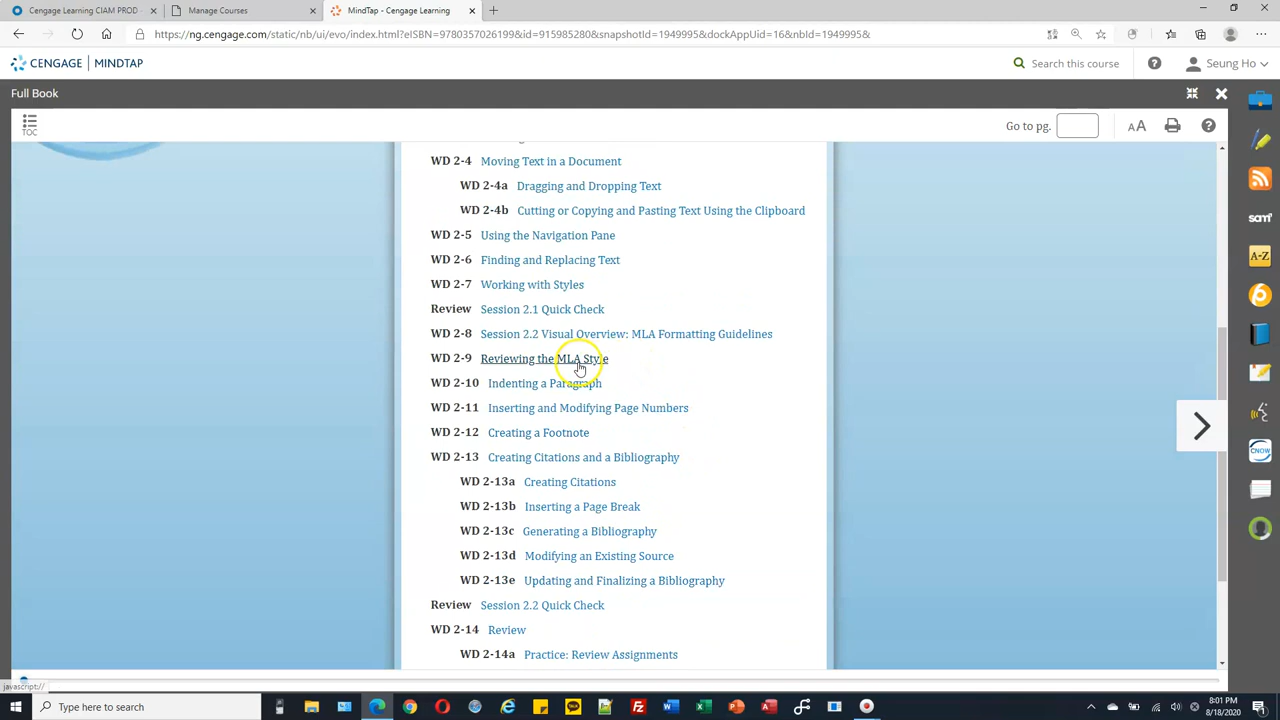 Cengage Learning CIAM PROD
Manage Courses
MindTap - Cengage Learning
https://ng.cengage.com/static/nb/ui/evo/index.html?eISBN=9780357026199&id=915985280&snapshotId=1949995&dockAppUid=16&nbId=1949995&
CENGAGE | MINDTAP
Search this course
Seung Ho
Full Book
TOC
Go to pg.
AA
WD 2-4 Moving Text in a Document
WD 2-4a Dragging and Dropping Text
WD 2-4b Cutting or Copying and Pasting Text Using the Clipboard
WD 2-5 Using the Navigation Pane
WD 2-6 Finding and Replacing Text
WD 2-7 Working with Styles
Review Session 2.1 Quick Check
WD 2-8 Session 2.2 Visual Overview: MLA Formatting Guidelines
WD 2-9 Reviewing the MLA Style
WD 2-10 Indenting a Paragraph
WD 2-11 Inserting and Modifying Page Numbers
WD 2-12 Creating a Footnote
WD 2-13 Creating Citations and a Bibliography
WD 2-13a Creating Citations
WD 2-13b Inserting a Page Break
WD 2-13c Generating a Bibliography
WD 2-13d Modifying an Existing Source
WD 2-13e Updating and Finalizing a Bibliography
Review Session 2.2 Quick Check
WD 2-14 Review
WD 2-14a Practice: Review Assignments
sam
A-Z
CNOW
javascript://
Type here to search
8:01 PM
8/18/2020